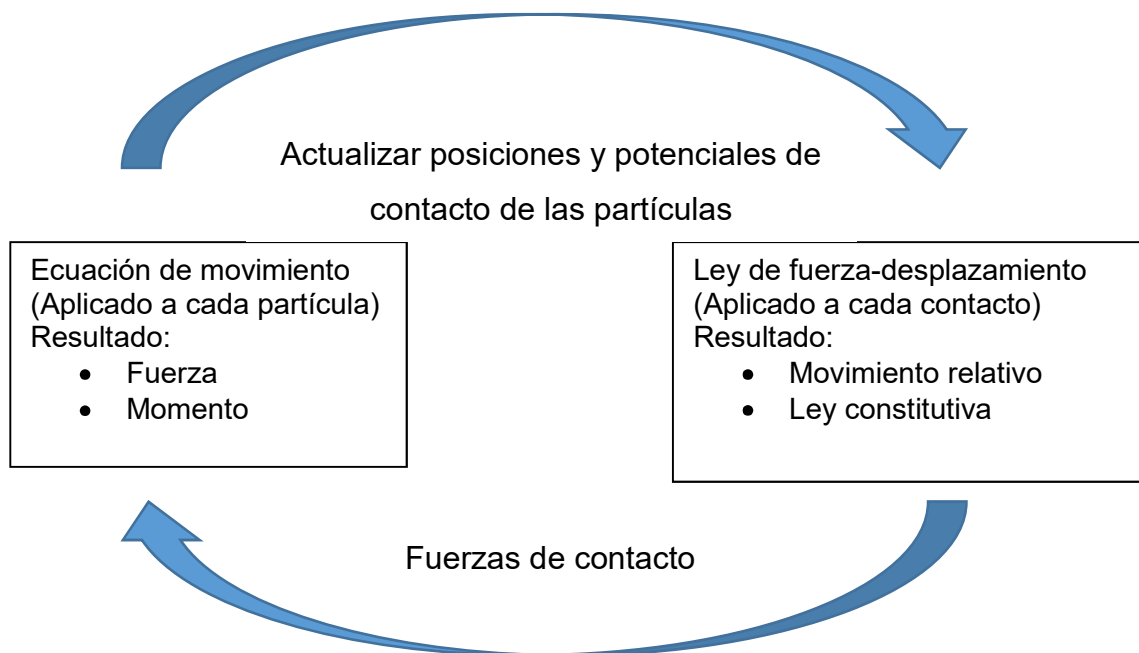 Actualizar posiciones y potenciales de
contacto de las partículas
Ecuación de movimiento
(Aplicado a cada partícula)
Resultado:
• Fuerza
• Momento
Ley de fuerza-desplazamiento
(Aplicado a cada contacto)
Resultado:
• Movimiento relativo
• Ley constitutiva
Fuerzas de contacto